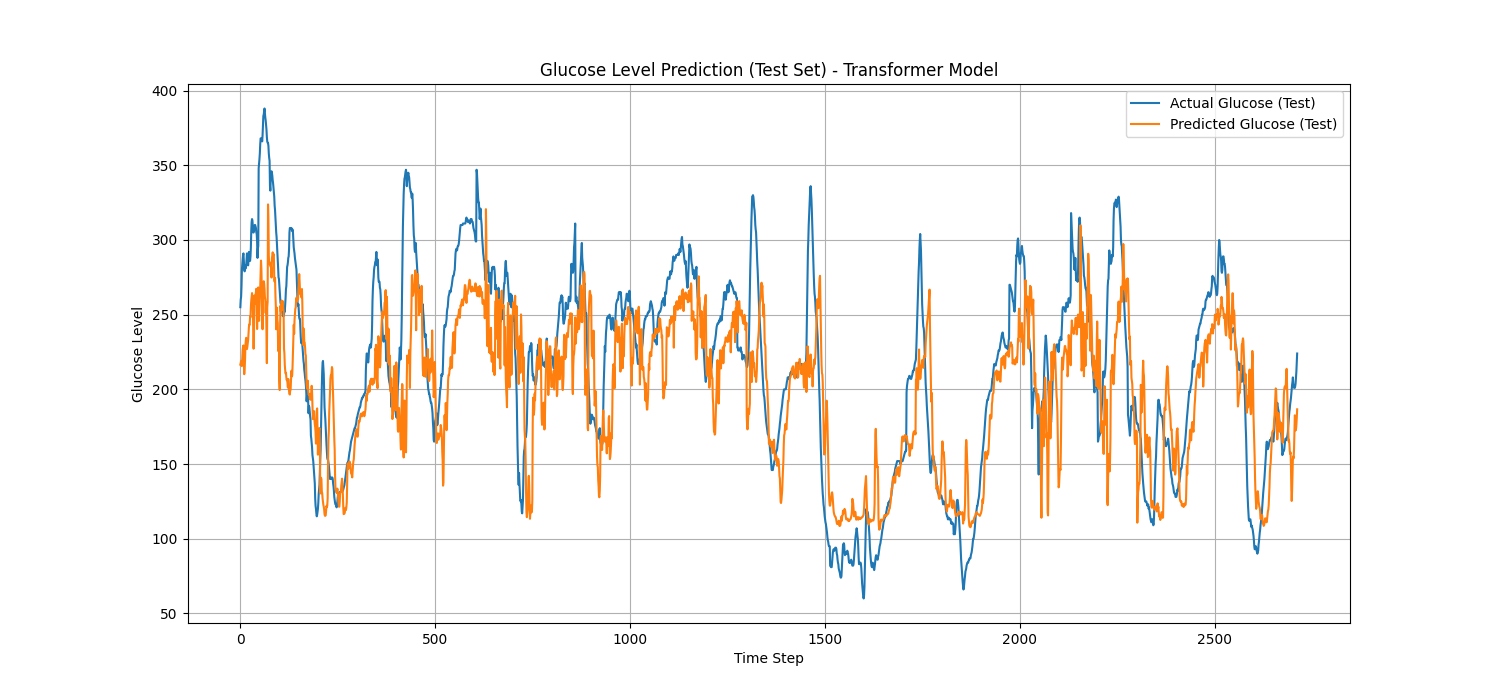 Glucose Level Prediction (Test Set) - Transformer Model
Actual Glucose (Test)
Predicted Glucose (Test)
Glucose Level
400
350
300
250
200
150
100
50
0
500
1000
1500
2000
2500
Time Step